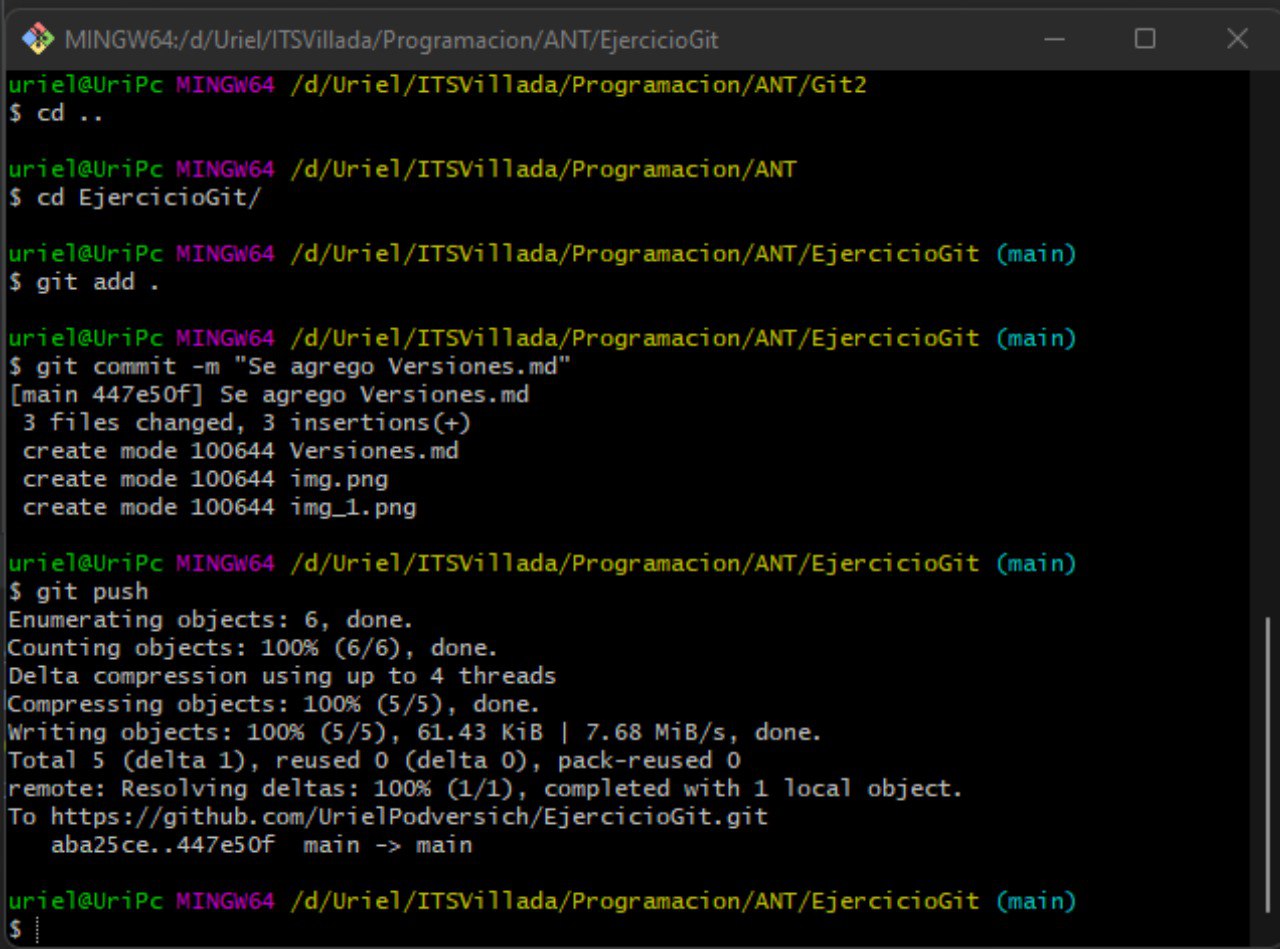 MINGW64:/d/Uriel/ITSVillada/Programacion/ANT/EjercicioGit
uriel@UriPc MINGW64 /d/Uriel/ITSVillada/Programacion/ANT/Git2
$ cd ..
uriel@UriPc MINGW64 /d/Uriel/ITSVillada/Programacion/ANT
$ cd EjercicioGit/
uriel@UriPc MINGW64 /d/Uriel/ITSVillada/Programacion/ANT/EjercicioGit (main)
$ git add .
uriel@UriPc MINGW64 /d/Uriel/ITSVillada/Programacion/ANT/EjercicioGit (main)
$ git commit -m "Se agrego Versiones.md"
[main 447e50f] Se agrego Versiones.md
 3 files changed, 3 insertions(+)
 create mode 100644 Versiones.md
 create mode 100644 img.png
 create mode 100644 img_1.png
uriel@UriPc MINGW64 /d/Uriel/ITSVillada/Programacion/ANT/EjercicioGit (main)
$ git push
Enumerating objects: 6, done.
Counting objects: 100% (6/6), done.
Delta compression using up to 4 threads
Compressing objects: 100% (5/5), done.
Writing objects: 100% (5/5), 61.43 KiB | 7.68 MiB/s, done.
Total 5 (delta 1), reused 0 (delta 0), pack-reused 0
remote: Resolving deltas: 100% (1/1), completed with 1 local object.
To https://github.com/UrielPodversich/EjercicioGit.git
   aba25ce..447e50f  main -> main
uriel@UriPc MINGW64 /d/Uriel/ITSVillada/Programacion/ANT/EjercicioGit (main)
$